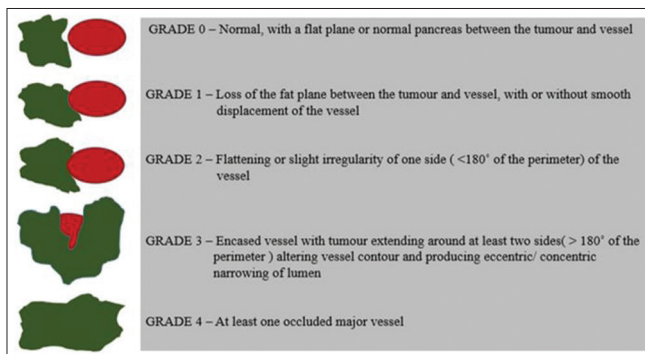 GRADE 0 – Normal, with a flat plane or normal pancreas between the tumour and vessel
GRADE 1 – Loss of the fat plane between the tumour and vessel, with or without smooth
displacement of the vessel
GRADE 2 – Flattening or slight irregularity of one side ( <180˚ of the perimeter) of the
vessel
GRADE 3 – Encased vessel with tumour extending around at least two sides( > 180˚ of the
perimeter ) altering vessel contour and producing eccentric/ concentric
narrowing of lumen
GRADE 4 – At least one occluded major vessel